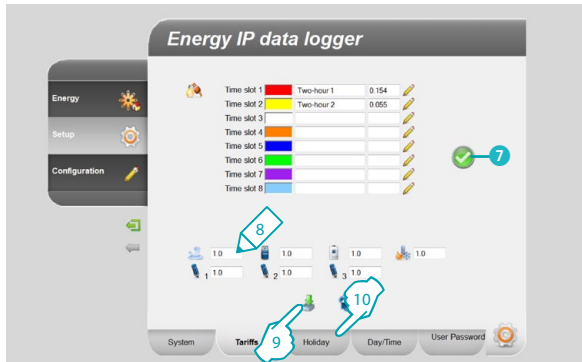 Energy IP data logger
Energy
Setup
Configuration
Time slot 1 Two-hour 1 0.154
Time slot 2 Two-hour 2 0.055
Time slot 3
Time slot 4
Time slot 5
Time slot 6
Time slot 7
Time slot 8
7
8
1.0 1.0 1.0 1.0
1 1.0 2 1.0 3 1.0
9
10
System Tariffs Holiday Day/Time User Password